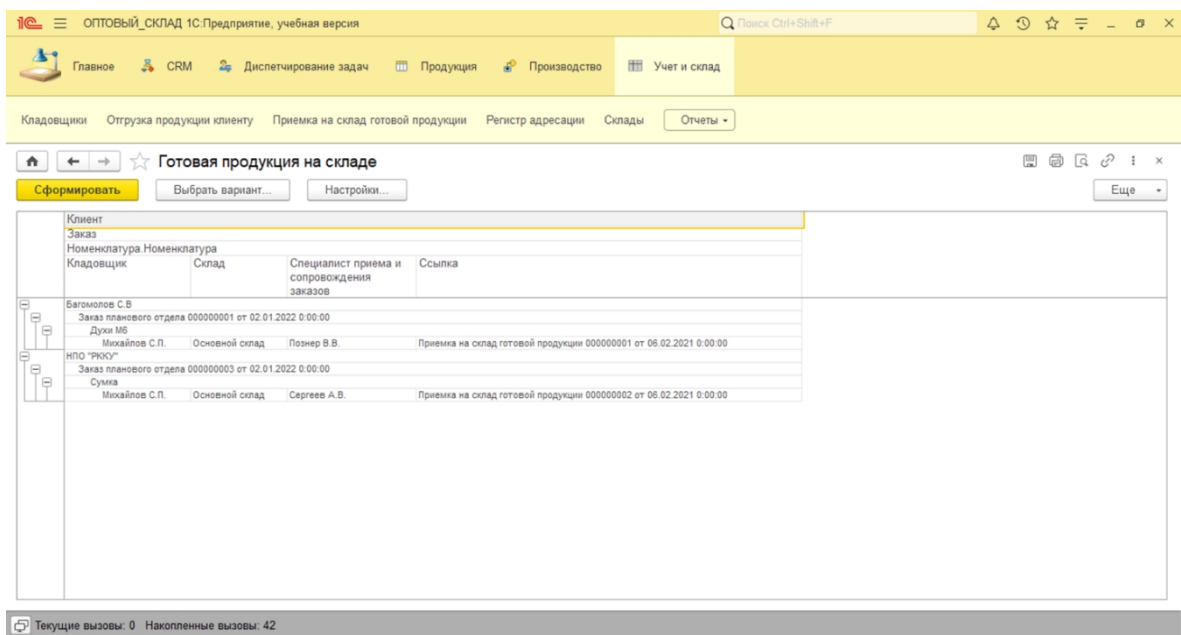 1С ОПТОВЫЙ_СКЛАД 1С:Предприятие, учебная версия Поиск Ctrl+Shift+F
Главное CRM Диспетчирование задач Продукция Производство Учет и склад
Кладовщики Отгрузка продукции клиенту Приемка на склад готовой продукции Регистр адресации Склады Отчеты
Готовая продукция на складе
Сформировать Выбрать вариант... Настройки... Еще
Клиент
Заказ
Номенклатура.Номенклатура
Кладовщик Склад Специалист приема и Ссылка
сопровождения
заказов
Багомолов С.В
Заказ планового отдела 000000001 от 02.01.2022 0:00:00
Духи М6
Михайлов С.П. Основной склад Познер В.В. Приемка на склад готовой продукции 000000001 от 06.02.2021 0:00:00
НПО "РККУ"
Заказ планового отдела 000000003 от 02.01.2022 0:00:00
Сумка
Михайлов С.П. Основной склад Сергеев А.В. Приемка на склад готовой продукции 000000002 от 06.02.2021 0:00:00
Текущие вызовы: 0 Накопленные вызовы: 42